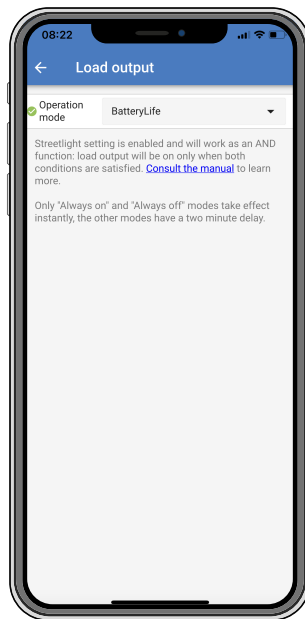 08:22
Load output
Operation
mode
BatteryLife
Streetlight setting is enabled and will work as an AND
function: load output will be on only when both
conditions are satisfied. Consult the manual to learn
more.
Only "Always on" and "Always off" modes take effect
instantly, the other modes have a two minute delay.